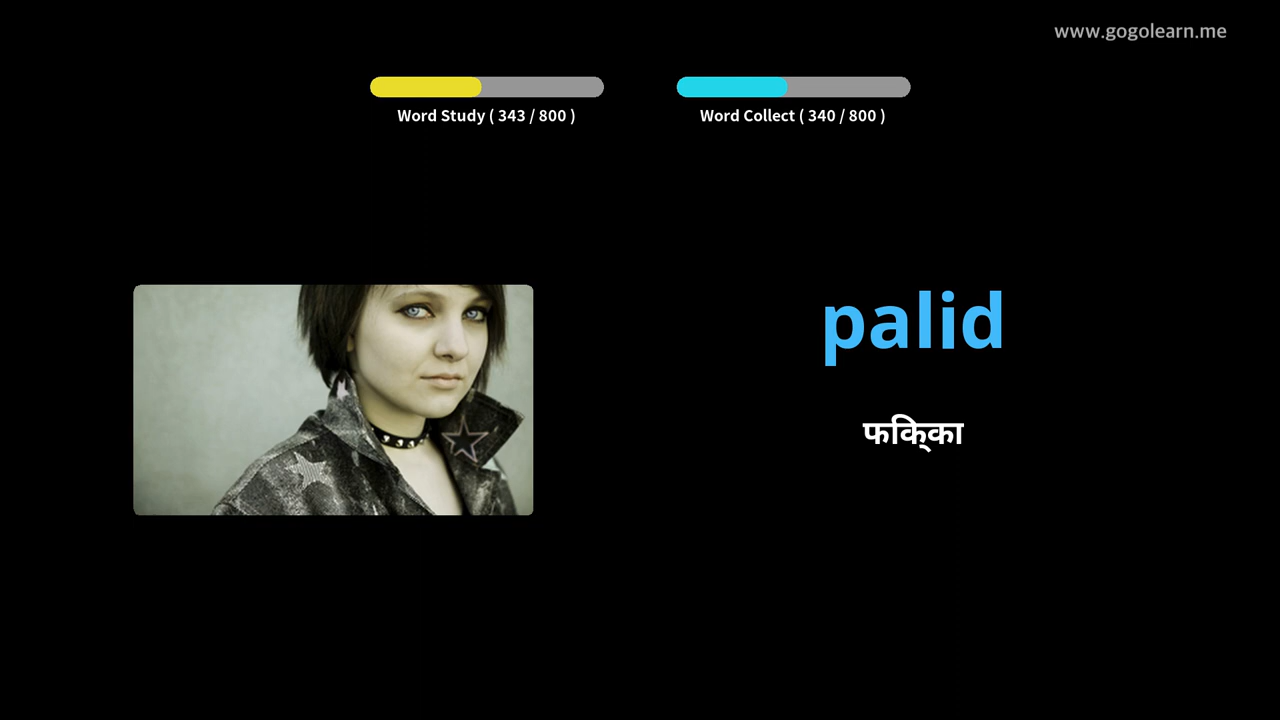 www.gogolearn.me
Word Study ( 343 / 800 )
Word Collect ( 340 / 800 )
palid
फिक्का